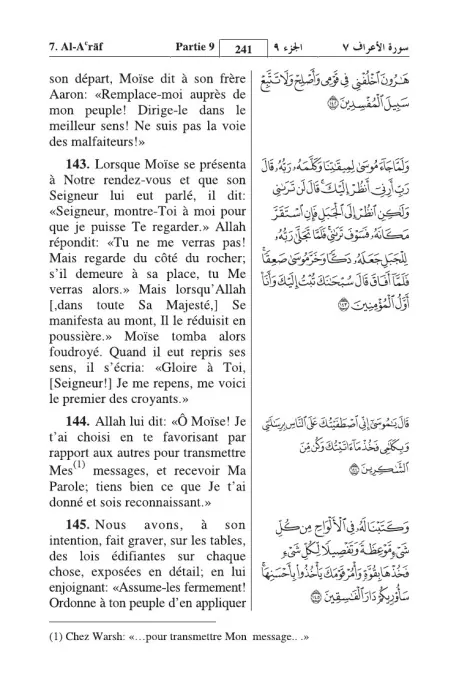 7. Al-Aʿrāf Partie 9 241 الجزء ٩ سورة الأعراف ٧
son départ, Moïse dit à son frère
Aaron: «Remplace-moi auprès de
mon peuple! Dirige-le dans le
meilleur sens! Ne suis pas la voie
des malfaiteurs!»
143. Lorsque Moïse se présenta
à Notre rendez-vous et que son
Seigneur lui eut parlé, il dit:
«Seigneur, montre-Toi à moi pour
que je puisse Te regarder.» Allah
répondit: «Tu ne me verras pas!
Mais regarde du côté du rocher;
s'il demeure à sa place, tu Me
verras alors.» Mais lorsqu'Allah
[,dans toute Sa Majesté,] Se
manifesta au mont, Il le réduisit en
poussière.» Moïse tomba alors
foudroyé. Quand il eut repris ses
sens, il s'écria: «Gloire à Toi,
[Seigneur!] Je me repens, me voici
le premier des croyants.»
144. Allah lui dit: «Ô Moïse! Je
t'ai choisi en te favorisant par
rapport aux autres pour transmettre
Mes(1) messages, et recevoir Ma
Parole; tiens bien ce que Je t'ai
donné et sois reconnaissant.»
145. Nous avons, à son
intention, fait graver, sur les tables,
des lois édifiantes sur chaque
chose, exposées en détail; en lui
enjoignant: «Assume-les fermement!
Ordonne à ton peuple d'en appliquer
هَٰرُونَ ٱخْلُفْنِي فِي قَوْمِي وَأَصْلِحْ وَلَا تَتَّبِعْ
سَبِيلَ ٱلْمُفْسِدِينَ ١٤٢
وَلَمَّا جَآءَ مُوسَىٰ لِمِيقَٰتِنَا وَكَلَّمَهُۥ رَبُّهُۥ قَالَ
رَبِّ أَرِنِيٓ أَنظُرْ إِلَيْكَۚ قَالَ لَن تَرَىٰنِي
وَلَٰكِنِ ٱنظُرْ إِلَى ٱلْجَبَلِ فَإِنِ ٱسْتَقَرَّ
مَكَانَهُۥ فَسَوْفَ تَرَىٰنِيۚ فَلَمَّا تَجَلَّىٰ رَبُّهُۥ
لِلْجَبَلِ جَعَلَهُۥ دَكًّا وَخَرَّ مُوسَىٰ صَعِقًاۚ
فَلَمَّآ أَفَاقَ قَالَ سُبْحَٰنَكَ تُبْتُ إِلَيْكَ وَأَنَا۠
أَوَّلُ ٱلْمُؤْمِنِينَ ١٤٣
قَالَ يَٰمُوسَىٰٓ إِنِّي ٱصْطَفَيْتُكَ عَلَى ٱلنَّاسِ بِرِسَٰلَٰتِي
وَبِكَلَٰمِي فَخُذْ مَآ ءَاتَيْتُكَ وَكُن مِّنَ
ٱلشَّٰكِرِينَ ١٤٤
وَكَتَبْنَا لَهُۥ فِي ٱلْأَلْوَاحِ مِن كُلِّ
شَيْءٍ مَّوْعِظَةً وَتَفْصِيلًا لِّكُلِّ شَيْءٍ
فَخُذْهَا بِقُوَّةٍ وَأْمُرْ قَوْمَكَ يَأْخُذُوا۟ بِأَحْسَنِهَاۚ
سَأُو۟رِيكُمْ دَارَ ٱلْفَٰسِقِينَ ١٤٥
(1) Chez Warsh: «…pour transmettre Mon message.. .»